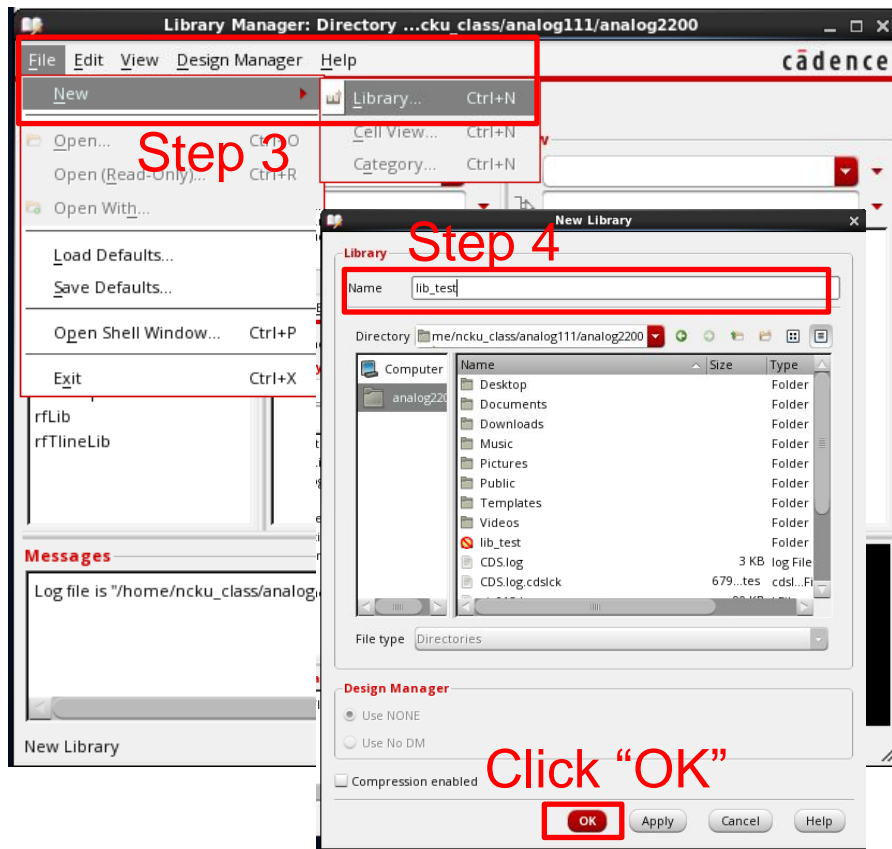 Library Manager: Directory ...cku_class/analog111/analog2200
File Edit View Design Manager Help
cādence
New
Library... Ctrl+N
Cell View... Ctrl+N
Category... Ctrl+N
Step 3
Open... Ctrl+O
Open (Read-Only)... Ctrl+R
Open With...
Load Defaults...
Save Defaults...
Open Shell Window... Ctrl+P
Exit Ctrl+X
rfLib
rfTlineLib
Messages
Log file is "/home/ncku_class/analog
New Library
New Library
Step 4
Library
Name lib_test
Directory me/ncku_class/analog111/analog2200
Computer
analog220
Name Size Type
Desktop Folder
Documents Folder
Downloads Folder
Music Folder
Pictures Folder
Public Folder
Templates Folder
Videos Folder
lib_test Folder
CDS.log 3 KB log File
CDS.log.cdslck 679...tes cdsl...Fi
File type Directories
Design Manager
Use NONE
Use No DM
Compression enabled
Click “OK”
OK Apply Cancel Help